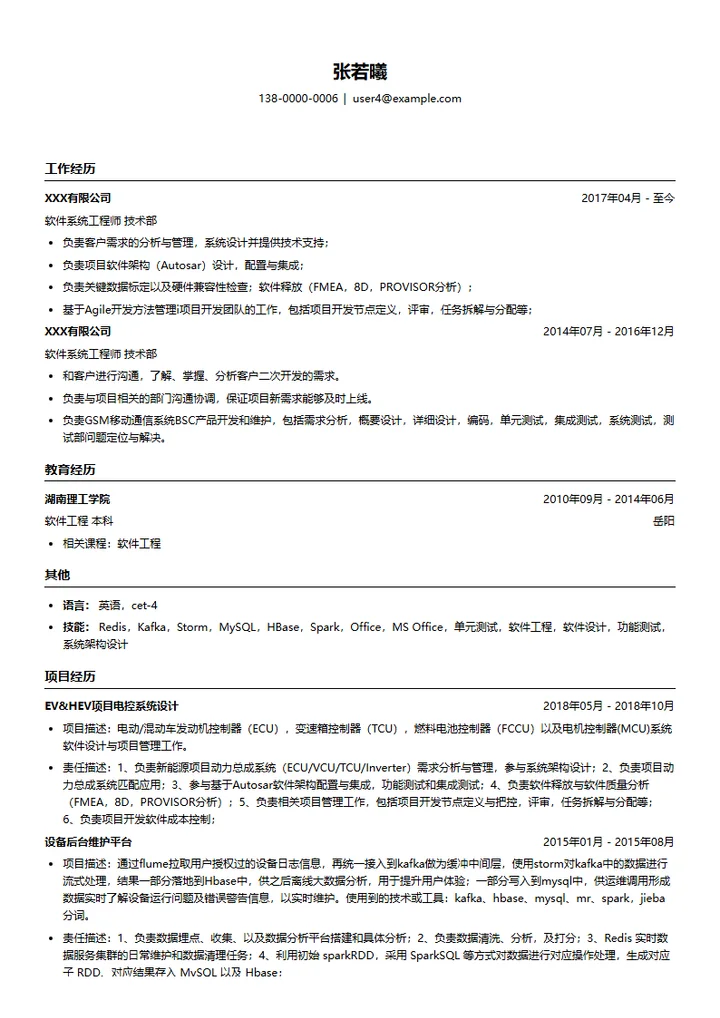 张若曦
138-0000-0006 | user4@example.com
工作经历
XXX有限公司 2017年04月 - 至今
软件系统工程师 技术部
• 负责客户需求的分析与管理，系统设计并提供技术支持；
• 负责项目软件架构（Autosar）设计，配置与集成；
• 负责关键数据标定以及硬件兼容性检查；软件释放（FMEA，8D，PROVISOR分析）；
• 基于Agile开发方法管理i项目开发团队的工作，包括项目开发节点定义，评审，任务拆解与分配等；
XXX有限公司 2014年07月 - 2016年12月
软件系统工程师 技术部
• 和客户进行沟通，了解、掌握、分析客户二次开发的需求。
• 负责与项目相关的部门沟通协调，保证项目新需求能够及时上线。
• 负责GSM移动通信系统BSC产品开发和维护，包括需求分析，概要设计，详细设计，编码，单元测试，集成测试，系统测试，测
试部问题定位与解决。
教育经历
湖南理工学院 2010年09月 - 2014年06月
软件工程 本科 岳阳
• 相关课程：软件工程
其他
• 语言： 英语，cet-4
• 技能： Redis，Kafka，Storm，MySQL，HBase，Spark，Office，MS Office，单元测试，软件工程，软件设计，功能测试，
系统架构设计
项目经历
EV&HEV项目电控系统设计 2018年05月 - 2018年10月
• 项目描述：电动/混动车发动机控制器（ECU），变速箱控制器（TCU），燃料电池控制器（FCCU）以及电机控制器(MCU)系统
软件设计与项目管理工作。
• 责任描述：1、负责新能源项目动力总成系统（ECU/VCU/TCU/Inverter）需求分析与管理，参与系统架构设计；2、负责项目动
力总成系统匹配应用；3、参与基于Autosar软件架构配置与集成，功能测试和集成测试；4、负责软件释放与软件质量分析
（FMEA，8D，PROVISOR分析）；5、负责相关项目管理工作，包括项目开发节点定义与把控，评审，任务拆解与分配等；
6、负责项目开发软件成本控制；
设备后台维护平台 2015年01月 - 2015年08月
• 项目描述：通过flume拉取用户授权过的设备日志信息，再统一接入到kafka做为缓冲中间层，使用storm对kafka中的数据进行
流式处理，结果一部分落地到Hbase中，供之后离线大数据分析，用于提升用户体验；一部分写入到mysql中，供运维调用形成
数据实时了解设备运行问题及错误警告信息，以实时维护。使用到的技术或工具：kafka、hbase、mysql、mr、spark，jieba
分词。
• 责任描述：1、负责数据埋点、收集、以及数据分析平台搭建和具体分析；2、负责数据清洗、分析，及打分；3、Redis 实时数
据服务集群的日常维护和数据清理任务；4、利用初始 sparkRDD，采用 SparkSQL 等方式对数据进行对应操作处理，生成对应
子 RDD，对应结果存入 MySQL 以及 Hbase；